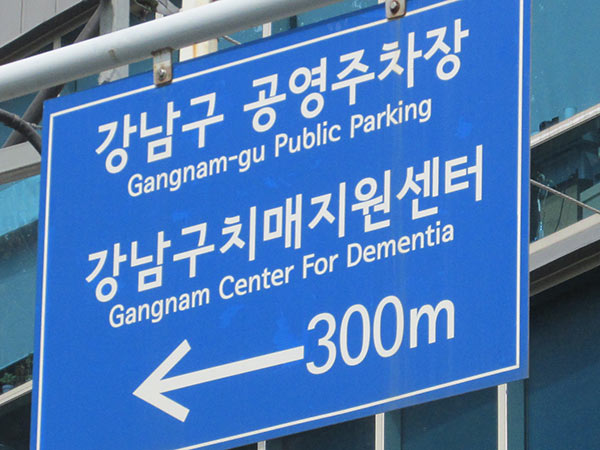 강남구 공영주차장
Gangnam-gu Public Parking
강남구치매지원센터
Gangnam Center For Dementia
300m